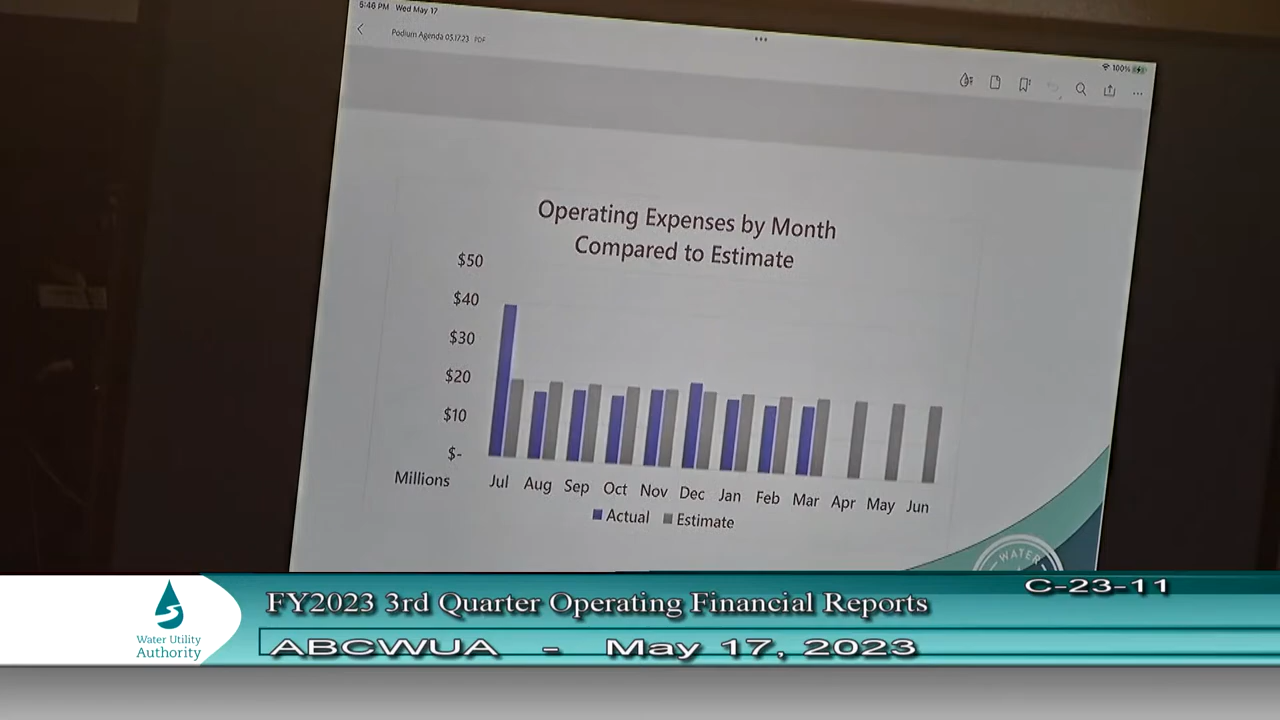 5:46 PM Wed May 17
Podium Agenda 05.17.23 PDF
100%
Operating Expenses by Month
Compared to Estimate
$50
$40
$30
$20
$10
$-
Millions
Jul Aug Sep Oct Nov Dec Jan Feb Mar Apr May Jun
Actual Estimate
WATER
C-23-11
FY2023 3rd Quarter Operating Financial Reports
Water Utility
Authority
ABCWUA - May 17, 2023